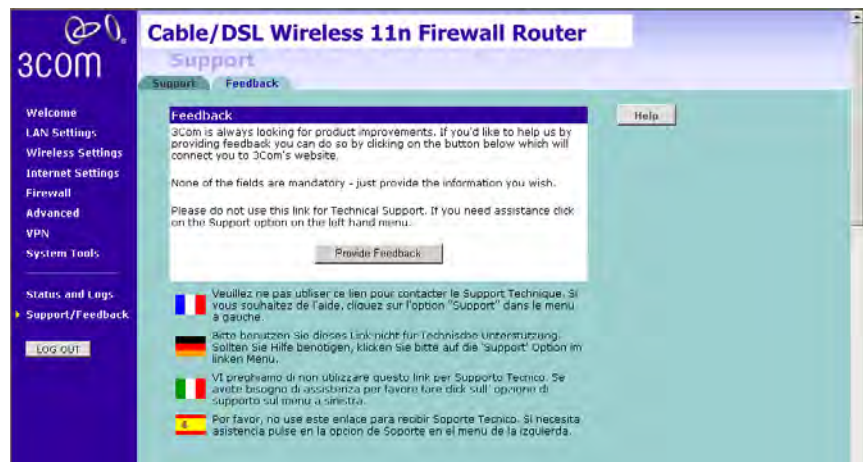 3COM
Cable/DSL Wireless 11n Firewall Router
Support
Support
Feedback
Welcome
LAN Settings
Wireless Settings
Internet Settings
Firewall
Advanced
VPN
System Tools
Status and Logs
Support/Feedback
LOG OUT
Feedback
3Com is always looking for product improvements. If you'd like to help us by
providing feedback you can do so by clicking on the button below which will
connect you to 3Com's website.
None of the fields are mandatory - just provide the information you wish.
Please do not use this link for Technical Support. If you need assistance click
on the Support option on the left hand menu.
Provide Feedback
Help
Veuillez ne pas utiliser ce lien pour contacter le Support Technique. Si
vous souhaitez de l'aide, cliquez sur l'option "Support" dans le menu
à gauche.
Bitte benutzen Sie dieses Link nicht für Technische Unterstutzung.
Sollten Sie Hilfe benotigen, klicken Sie bitte auf die 'Support' Option im
linken Menu.
Vi preghiamo di non utilizzare questo link per Supporto Tecnico. Se
avete bisogno di assistenza per favore fare click sull' opzione di
supporto sul menu a sinistra.
Por favor, no use este enlace para recibir Soporte Tecnico. Si necesita
asistencia pulse en la opcion de Soporte en el menu de la izquierda.